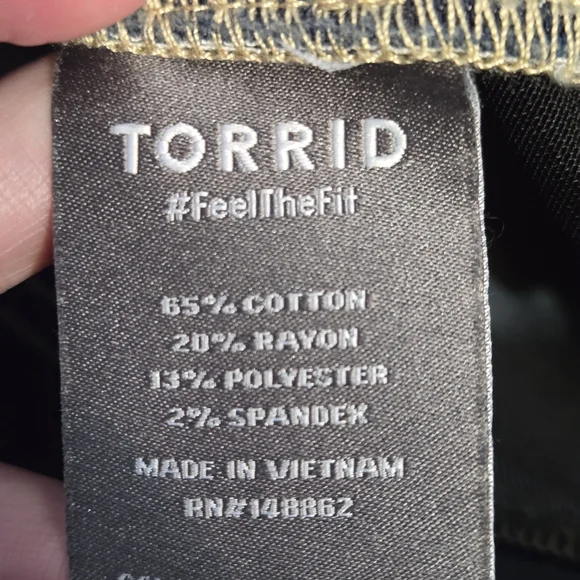 TORRID
#FeelTheFit
65% COTTON
20% RAYON
13% POLYESTER
2% SPANDEX
MADE IN VIETNAM
RN#148862